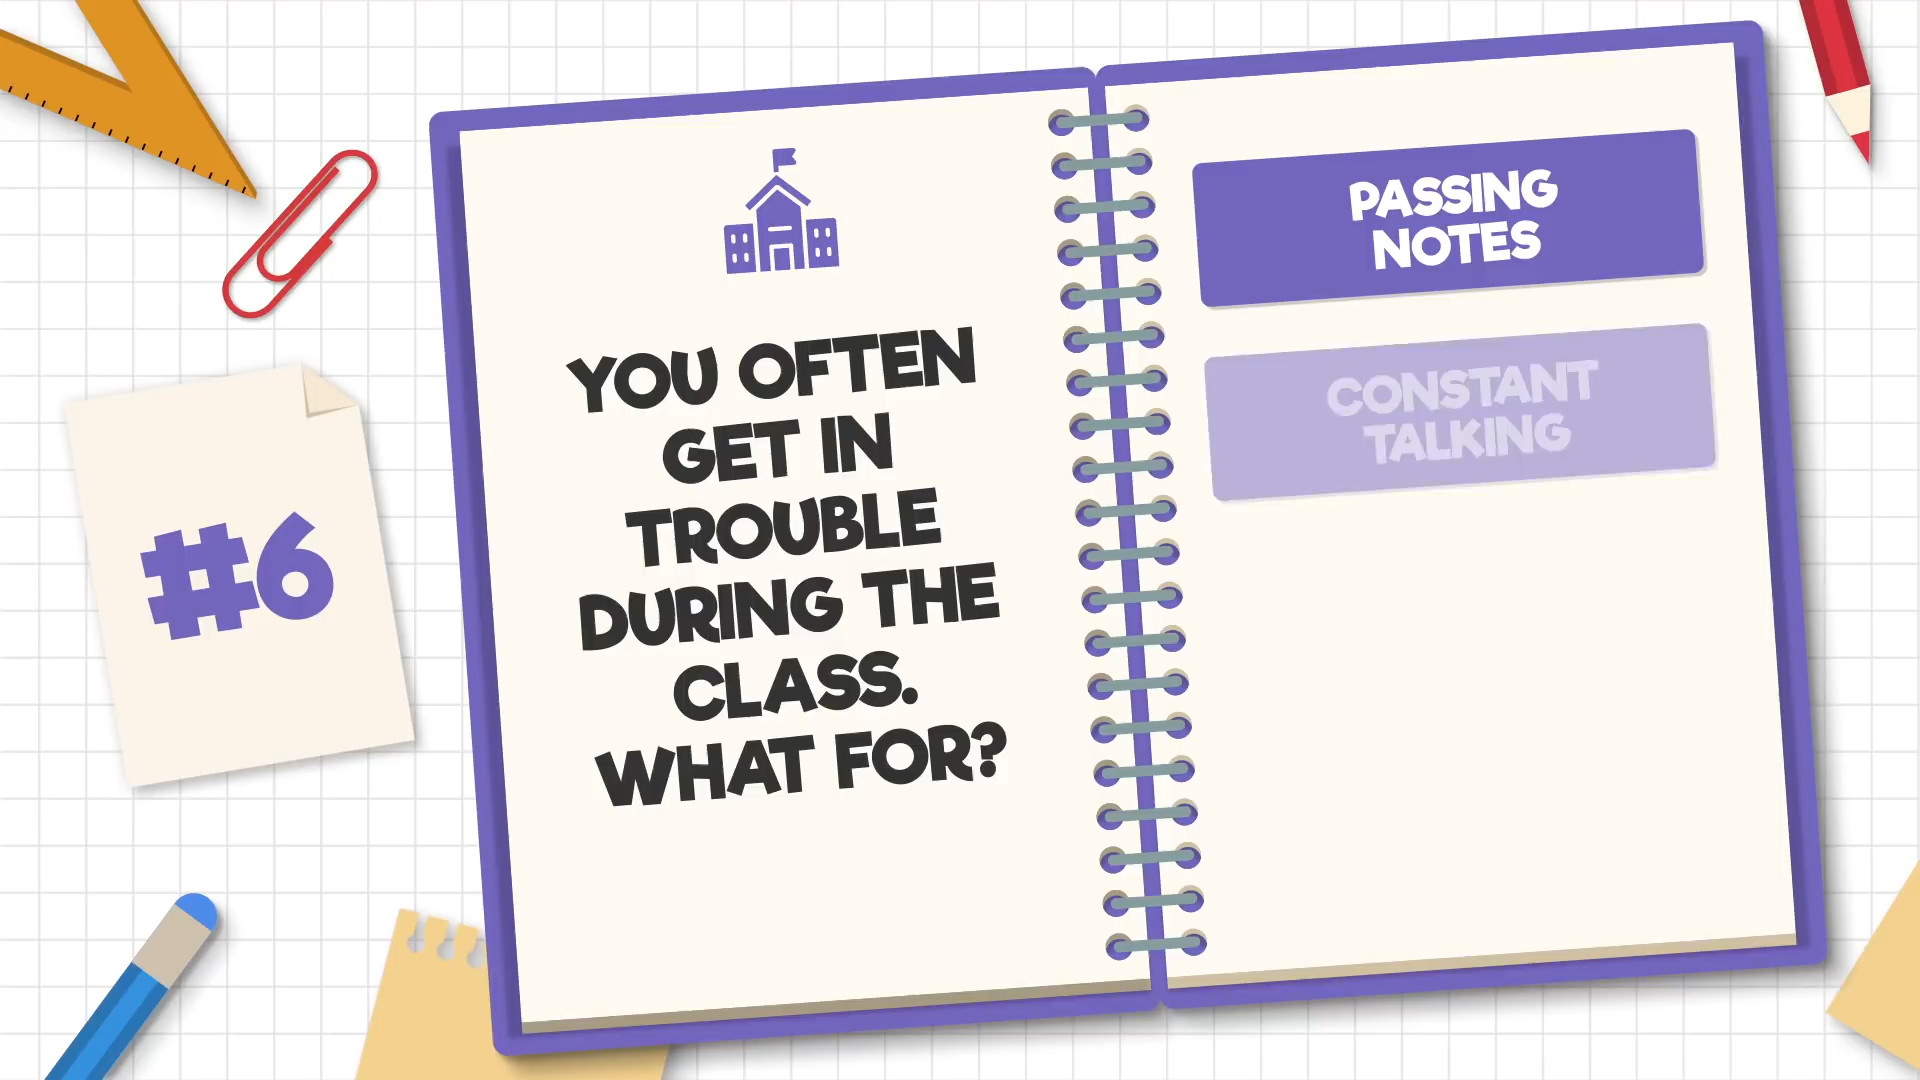 #6
YOU OFTEN
GET IN
TROUBLE
DURING THE
CLASS.
WHAT FOR?
PASSING
NOTES
CONSTANT
TALKING